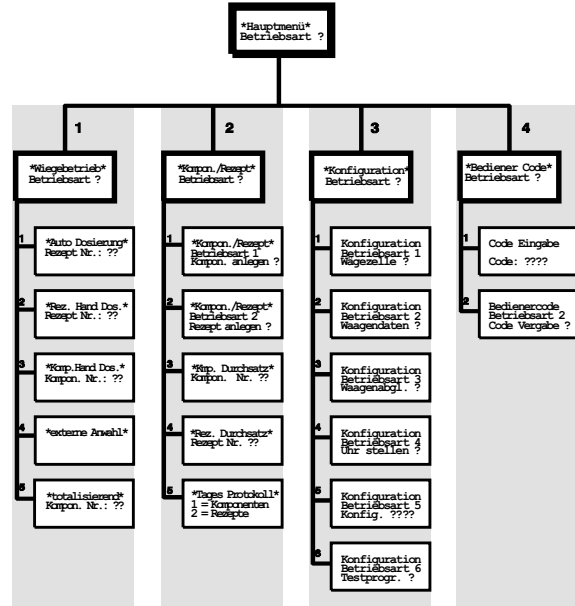 *Hauptmenü*
Betriebsart ?
1
*Wiegebetrieb*
Betriebsart ?
1
*Auto Dosierung*
Rezept Nr.: ??
2
*Rez. Hand Dos.*
Rezept Nr.: ??
3
*Komp.Hand Dos.*
Kompon. Nr.: ??
4
*externe Anwahl*
5
*totalisierend*
Kompon. Nr.: ??
2
*Kompon./Rezept*
Betriebsart ?
1
*Kompon./Rezept*
Betriebsart 1
Kompon. anlegen ?
2
*Kompon./Rezept*
Betriebsart 2
Rezept anlegen ?
3
*Kmp. Durchsatz*
Kompon. Nr. ??
4
*Rez. Durchsatz*
Rezept Nr. ??
5
*Tages Protokoll*
1 = Komponenten
2 = Rezepte
3
*Konfiguration*
Betriebsart ?
1
Konfiguration
Betriebsart 1
Wägezelle ?
2
Konfiguration
Betriebsart 2
Waagendaten ?
3
Konfiguration
Betriebsart 3
Waagenabgl. ?
4
Konfiguration
Betriebsart 4
Uhr stellen ?
5
Konfiguration
Betriebsart 5
Konfig. ????
6
Konfiguration
Betriebsart 6
Testprogr. ?
4
*Bediener Code*
Betriebsart ?
1
Code Eingabe
Code: ????
2
Bedienercode
Betriebsart 2
Code Vergabe ?